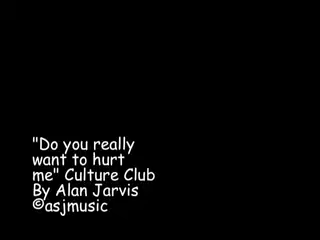 "Do you really
want to hurt
me" Culture Club
By Alan Jarvis
©asjmusic